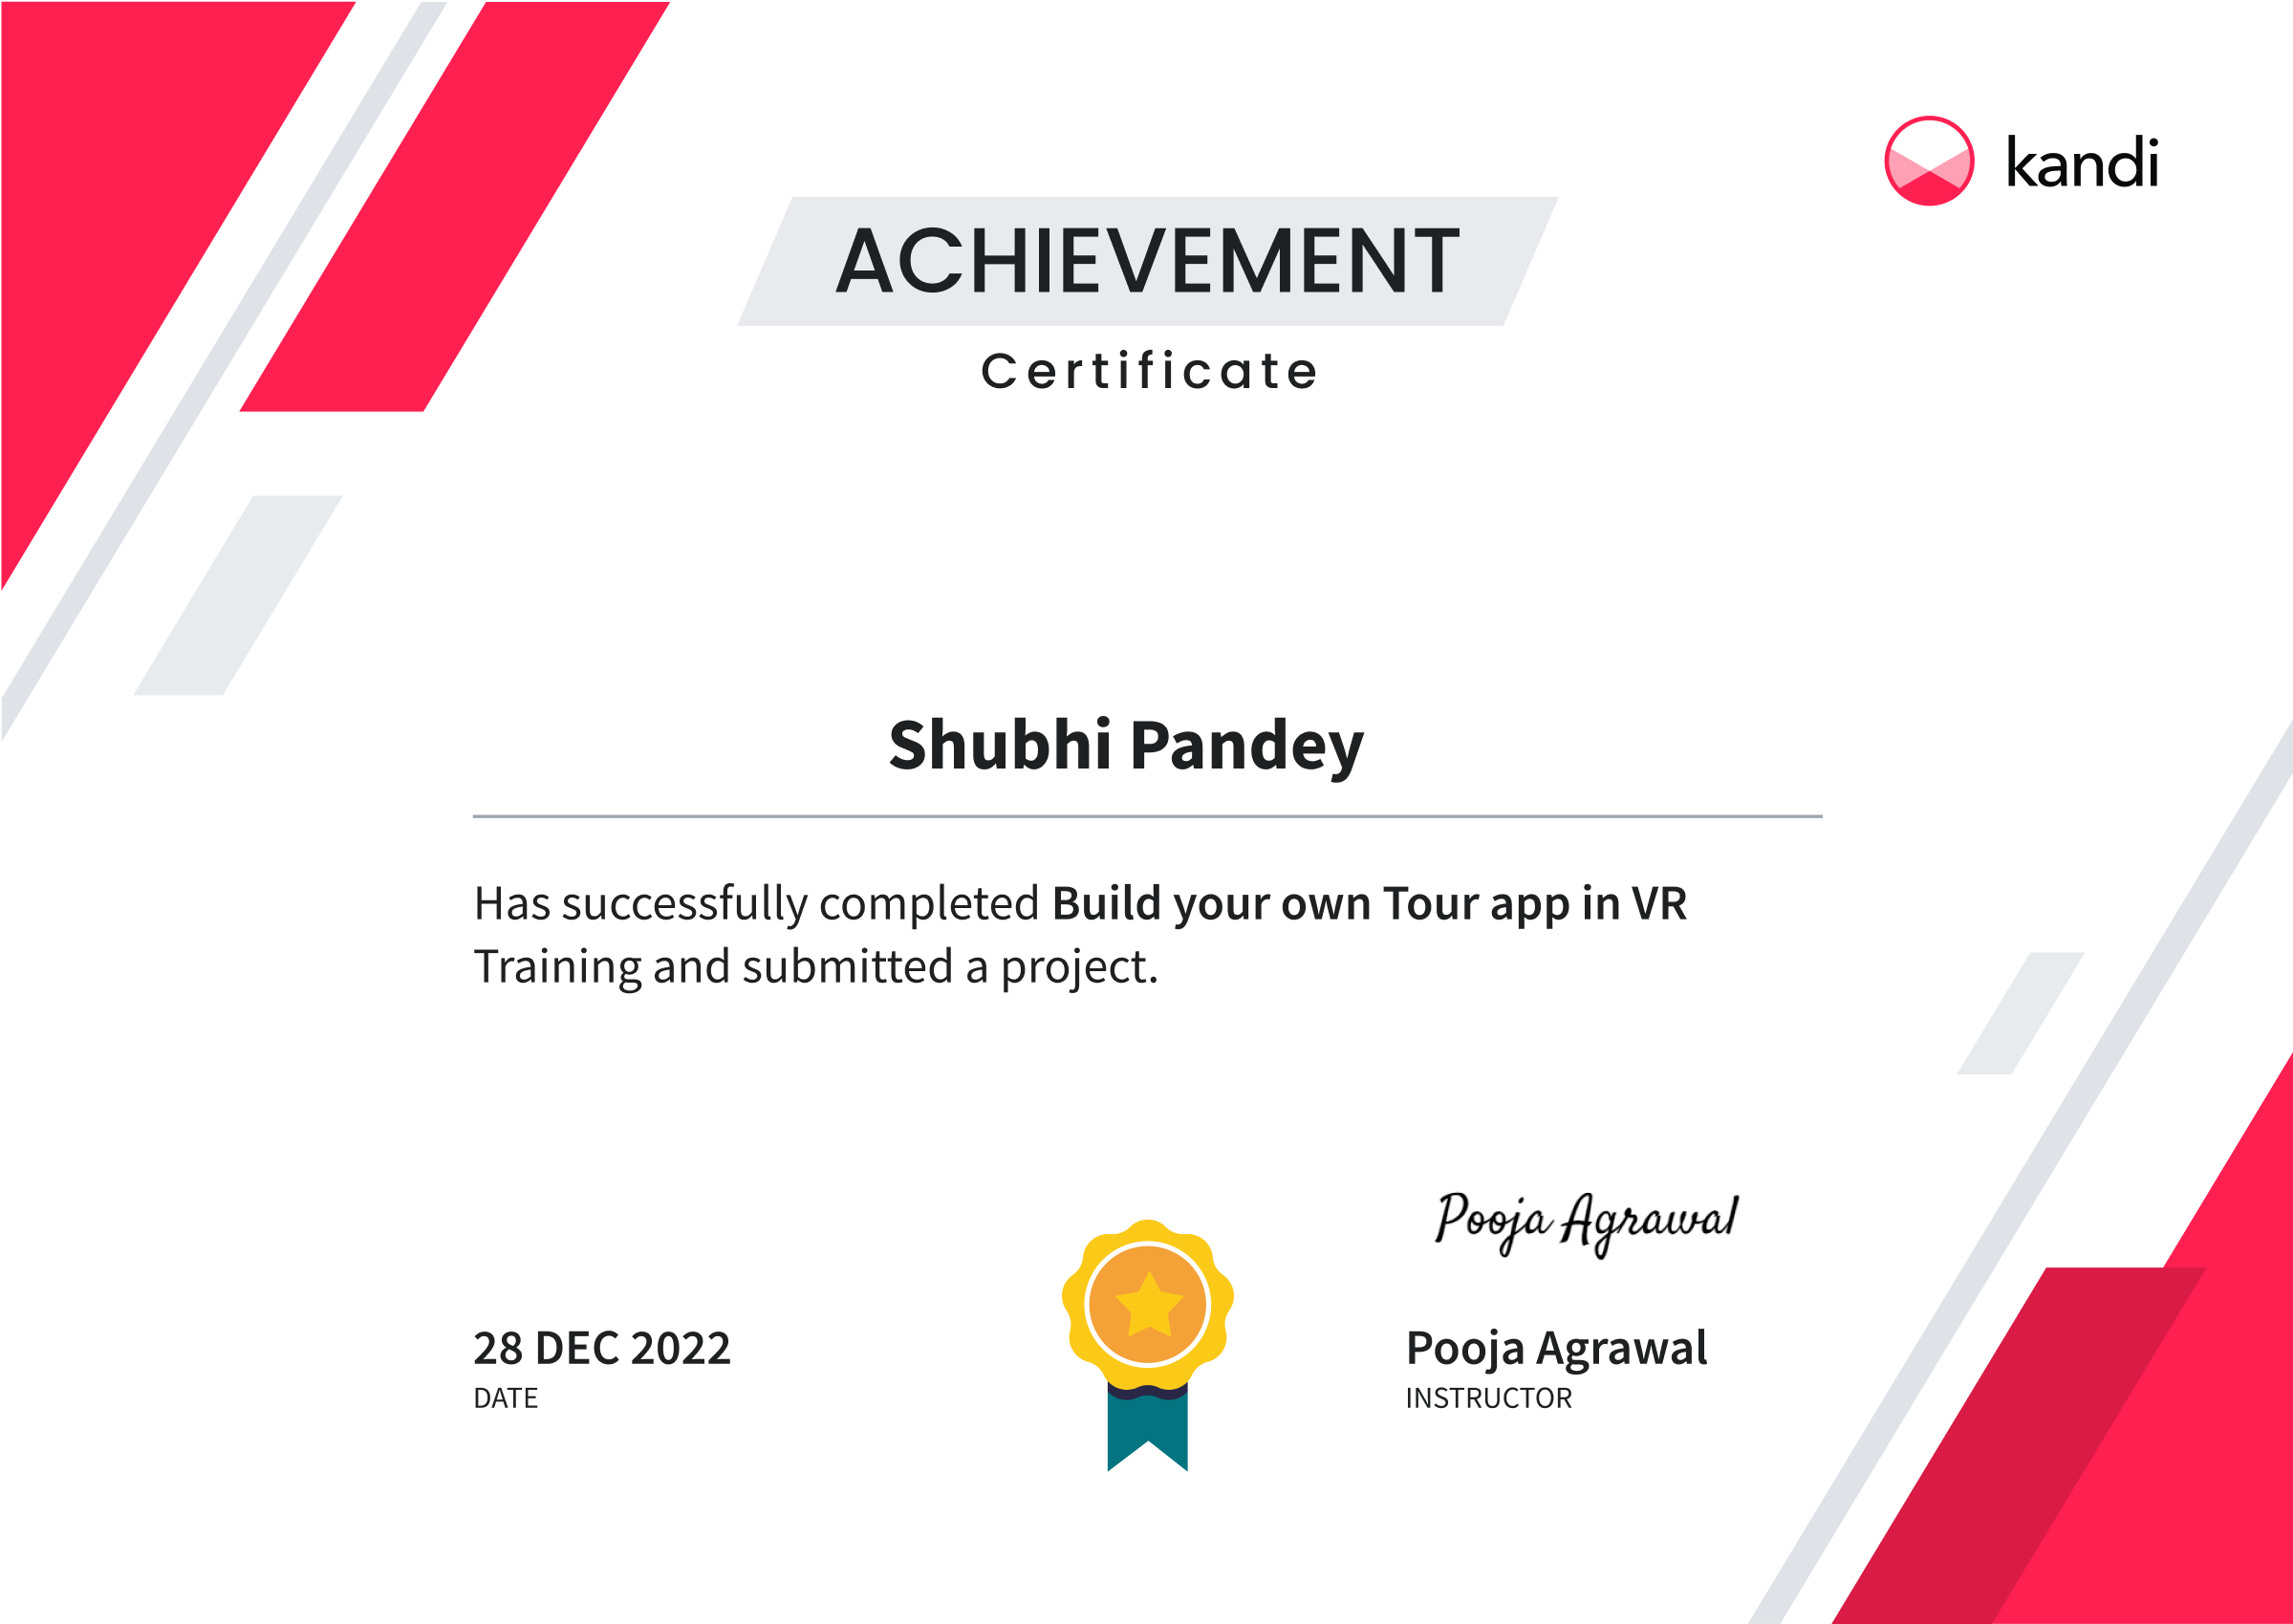 kandi
ACHIEVEMENT
Certificate
Shubhi Pandey
Has successfully completed Build your own Tour app in VR
Training and submitted a project.
Pooja Agrawal
28 DEC 2022
DATE
Pooja Agrawal
INSTRUCTOR